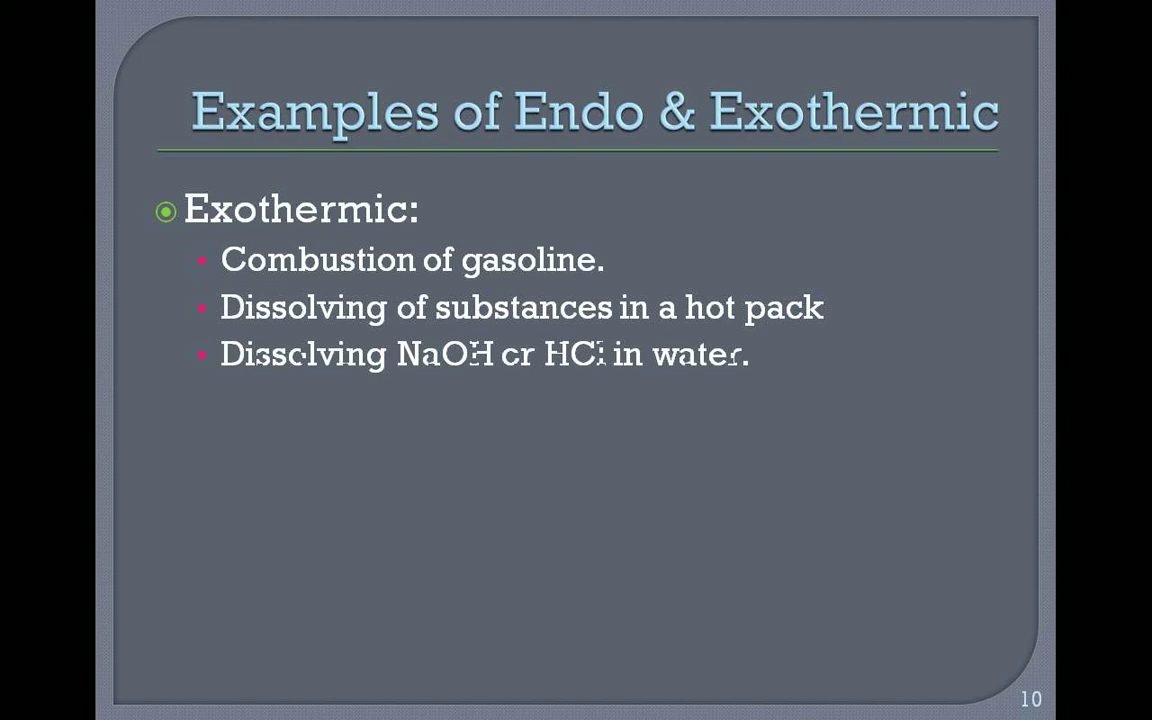 Examples of Endo & Exothermic
Exothermic:
Combustion of gasoline.
Dissolving of substances in a hot pack
Dissolving NaOH or HCl in water.
10